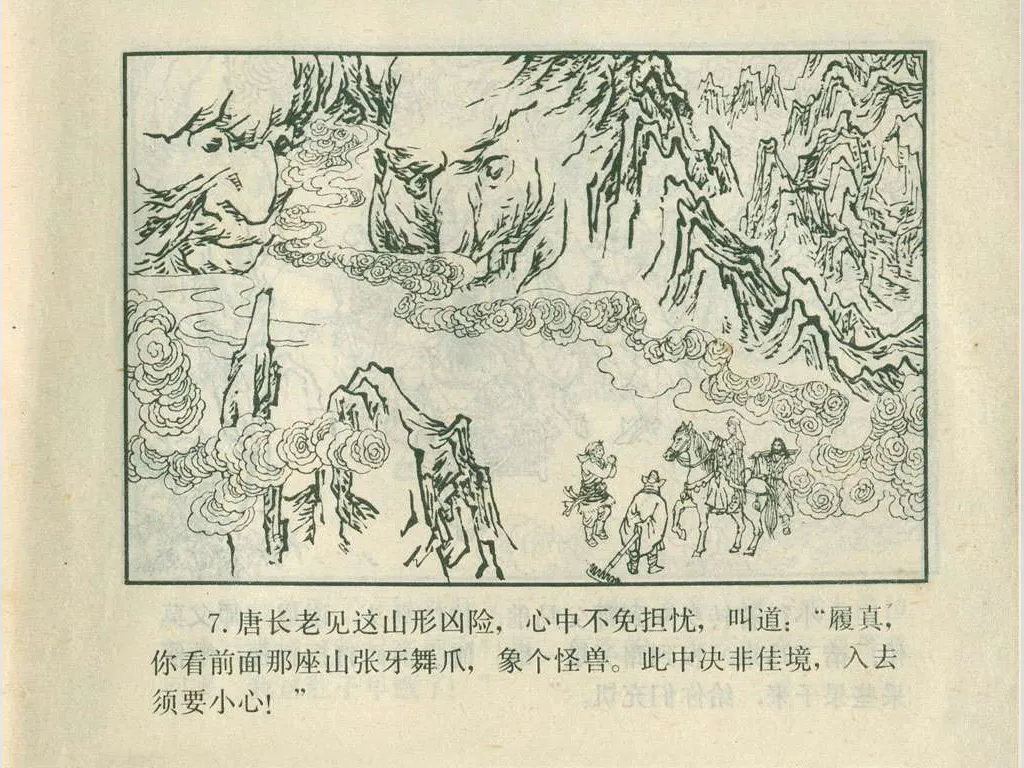 7. 唐长老见这山形凶险，心中不免担忧，叫道：“履真，
你看前面那座山张牙舞爪，象个怪兽。此中决非佳境，入去
须要小心！”